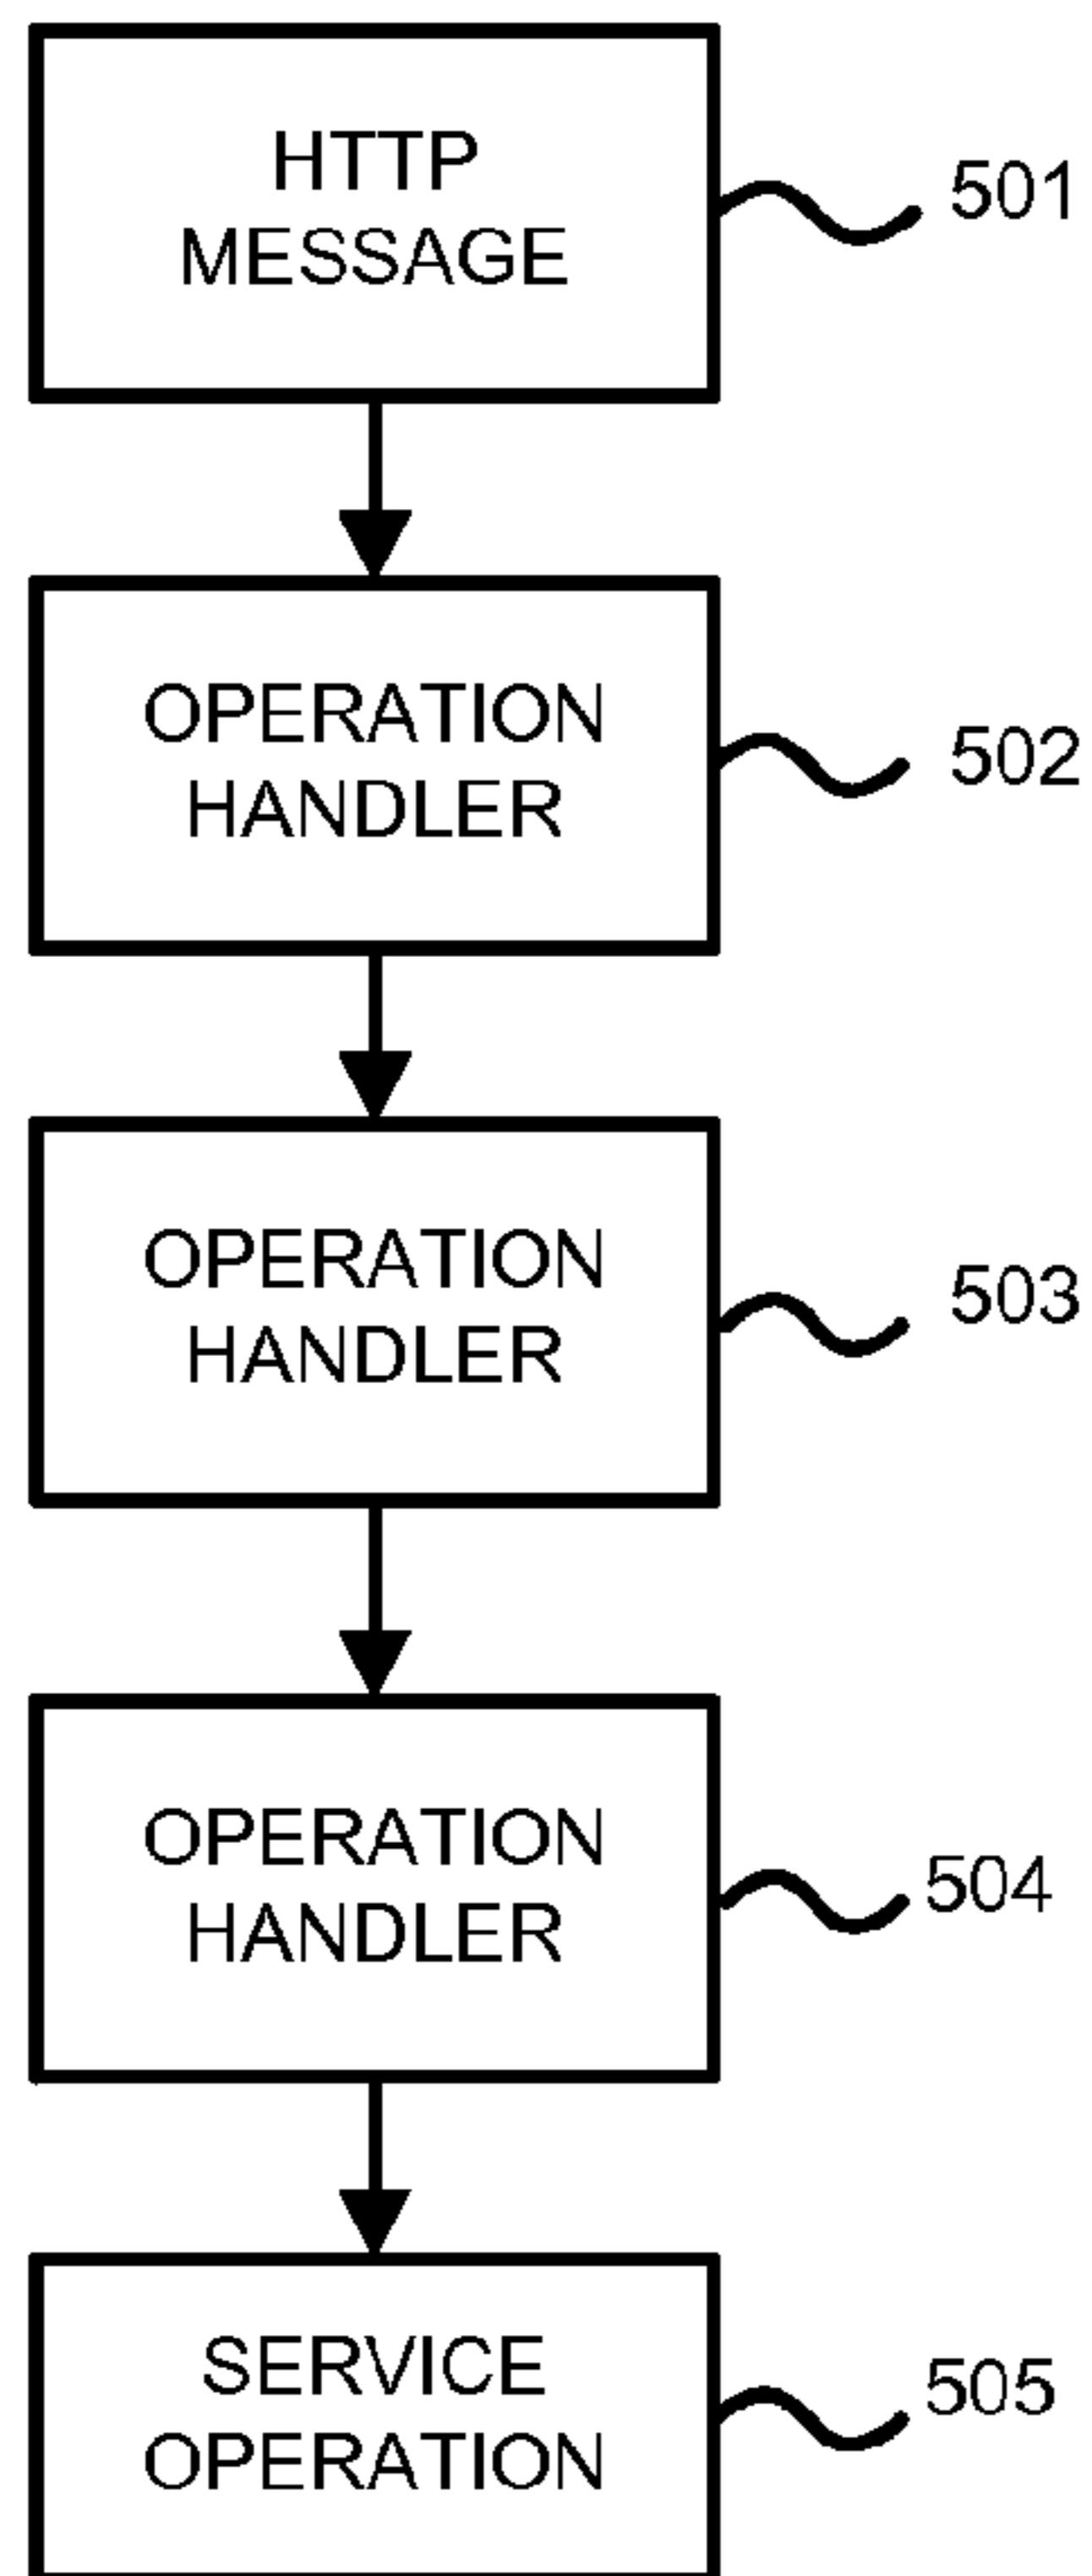 HTTP
MESSAGE
501
OPERATION
HANDLER
502
OPERATION
HANDLER
503
OPERATION
HANDLER
504
SERVICE
OPERATION
505